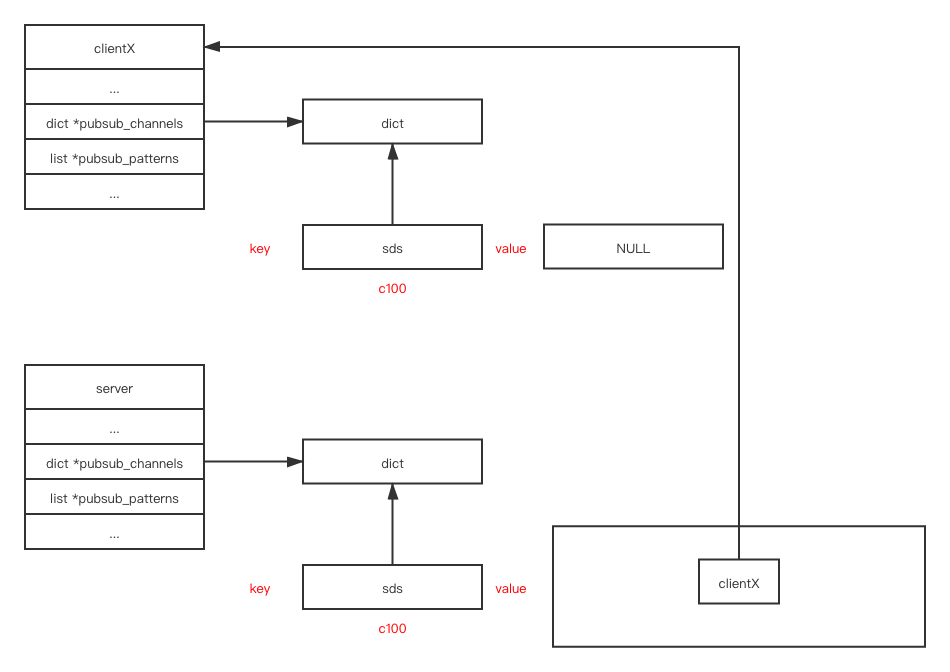 clientX
...
dict *pubsub_channels
dict
list *pubsub_patterns
...
key
sds
value
NULL
c100
server
...
dict *pubsub_channels
dict
list *pubsub_patterns
...
key
sds
value
clientX
c100